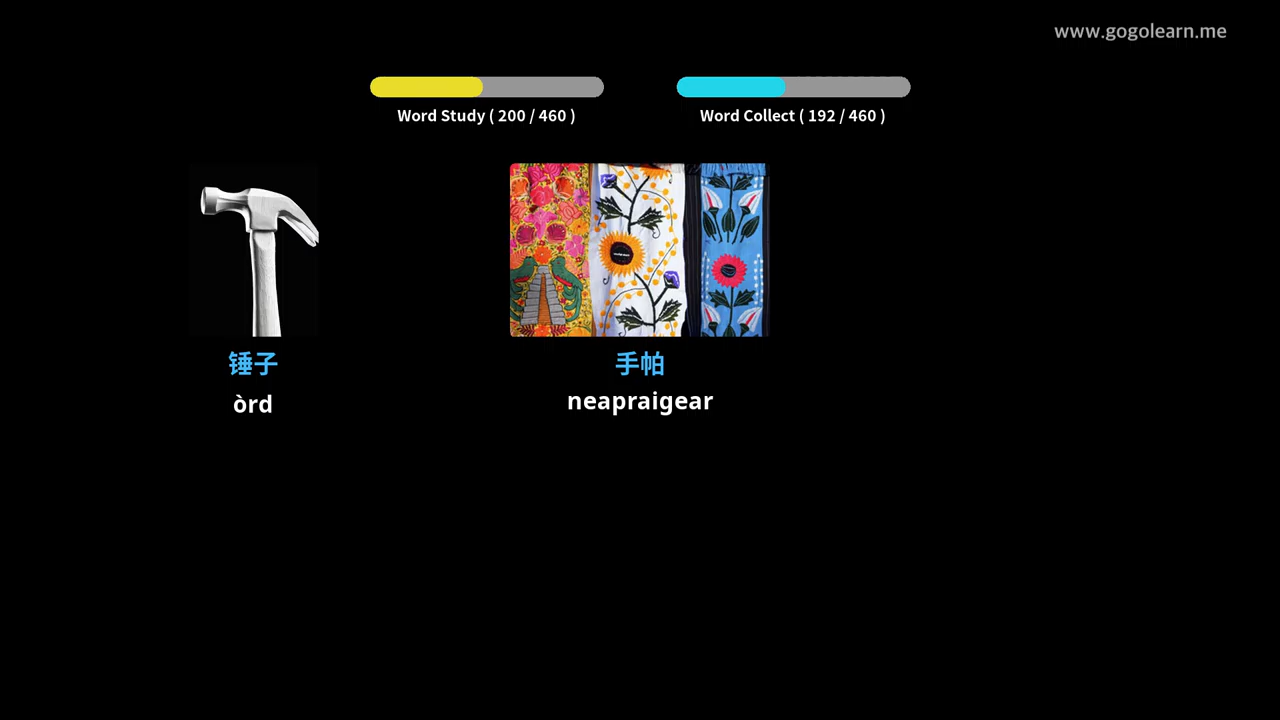 www.gogolearn.me
Word Study ( 200 / 460 )
Word Collect ( 192 / 460 )
锤子
òrd
手帕
neapraigear